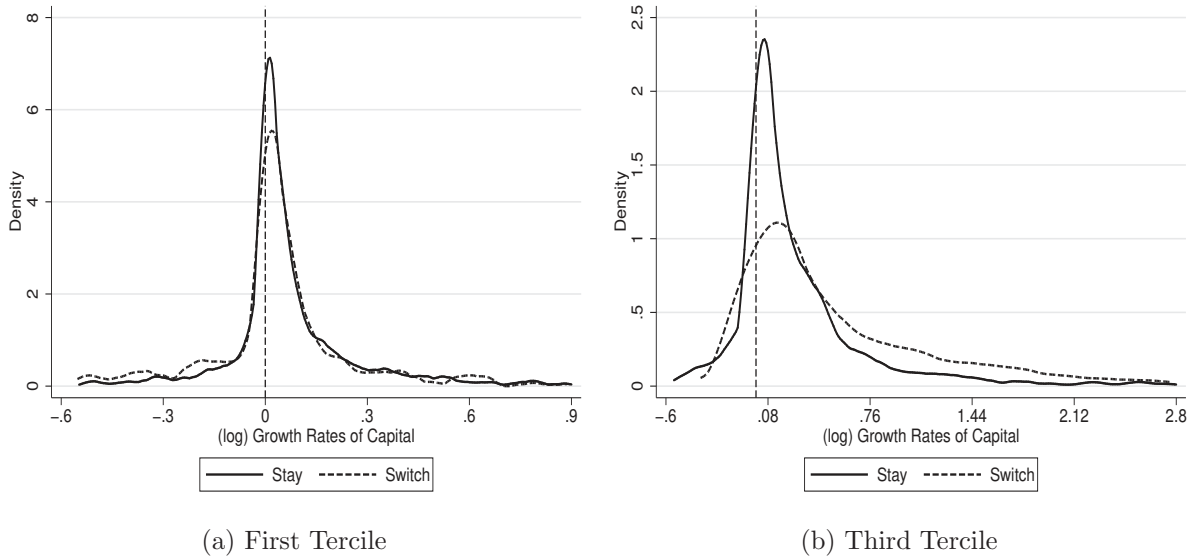 8
6
4
2
0
Density
-.6
-.3
0
.3
.6
.9
(log) Growth Rates of Capital
Stay
Switch
(a) First Tercile
2.5
2
1.5
1
.5
0
Density
-.6
.08
.76
1.44
2.12
2.8
(log) Growth Rates of Capital
Stay
Switch
(b) Third Tercile